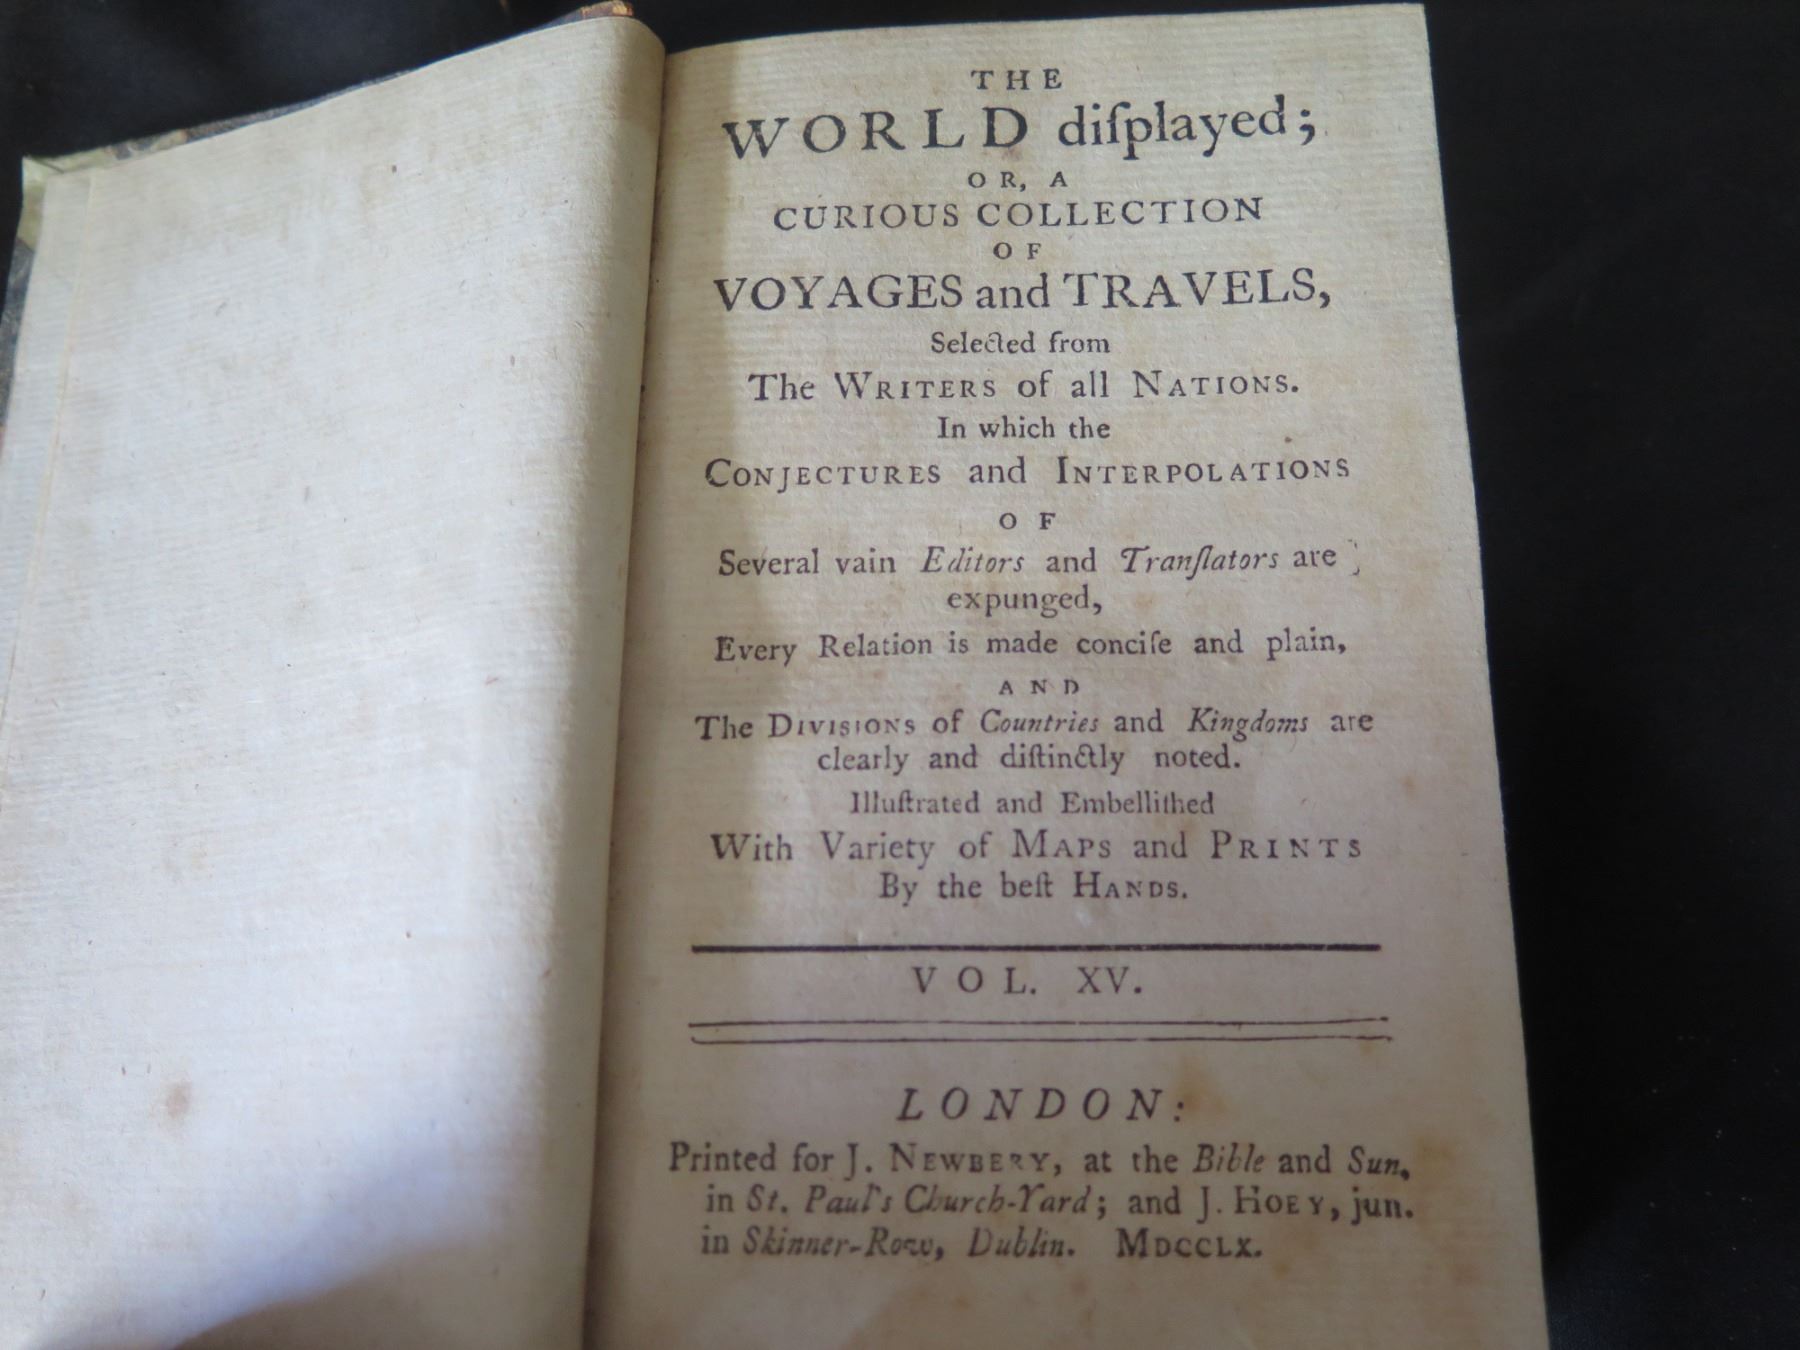 THE
WORLD diſplayed;
OR, A
CURIOUS COLLECTION
OF
VOYAGES and TRAVELS,
Selected from
The WRITERS of all NATIONS.
In which the
CONJECTURES and INTERPOLATIONS
OF
Several vain Editors and Tranſlators are
expunged,
Every Relation is made conciſe and plain,
AND
The DIVISIONS of Countries and Kingdoms are
clearly and diſtinctly noted.
Illuſtrated and Embelliſhed
With Variety of MAPS and PRINTS
By the beſt HANDS.
VOL. XV.
LONDON:
Printed for J. NEWBERY, at the Bible and Sun,
in St. Paul's Church-Yard; and J. HOEY, jun.
in Skinner-Row, Dublin. MDCCLX.